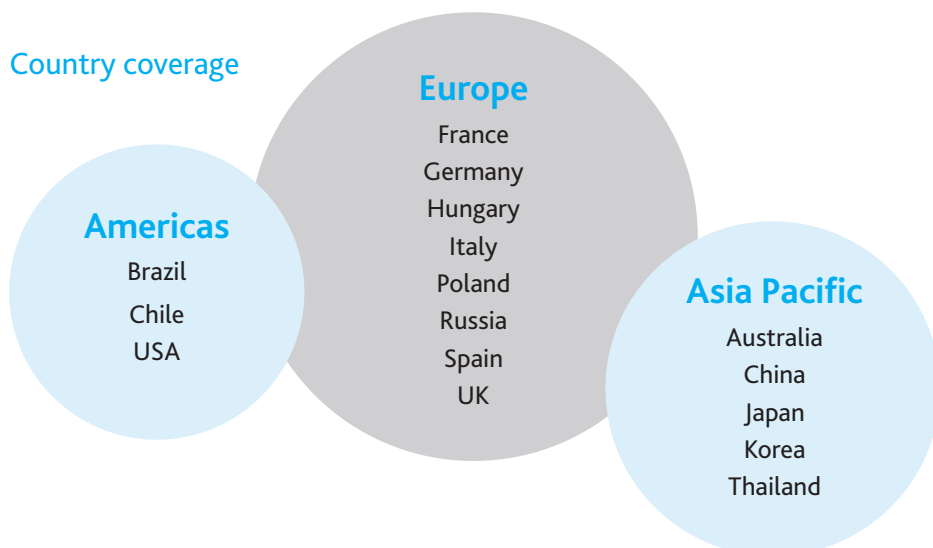 Country coverage
Europe
France
Germany
Hungary
Italy
Poland
Russia
Spain
UK
Americas
Brazil
Chile
USA
Asia Pacific
Australia
China
Japan
Korea
Thailand